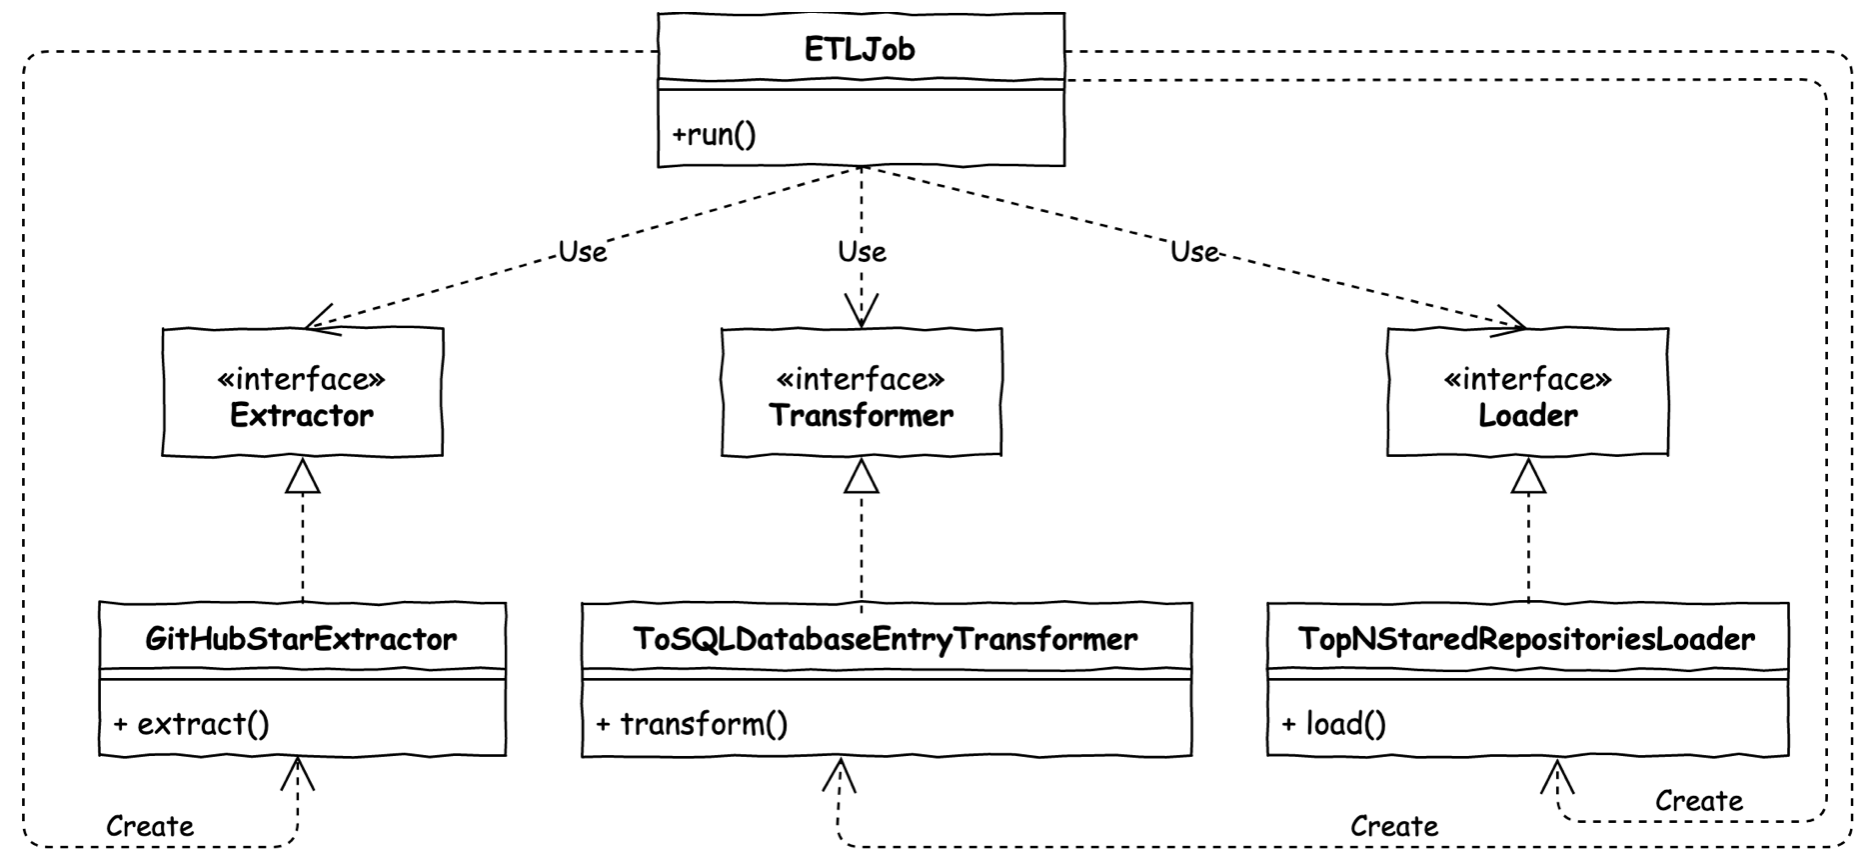 ETLJob
+run()
Use
Use
Use
«interface»
Extractor
«interface»
Transformer
«interface»
Loader
GitHubStarExtractor
+ extract()
ToSQLDatabaseEntryTransformer
+ transform()
TopNStaredRepositoriesLoader
+ load()
Create
Create
Create